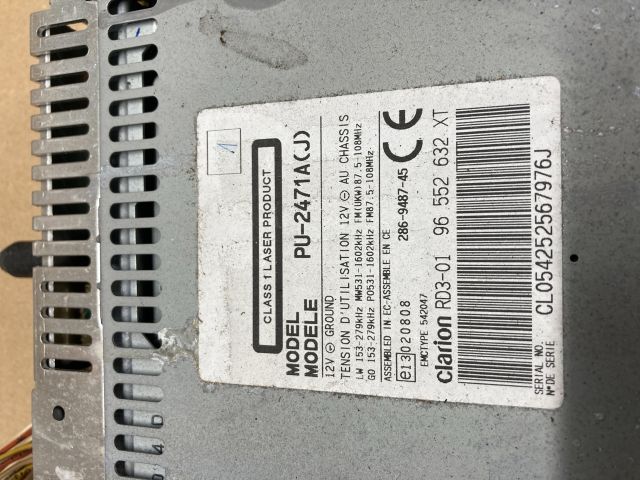 1
CLASS 1 LASER PRODUCT
MODEL
MODELE PU-2471A(J)
12V ⊖ GROUND
TENSION D'UTILISATION 12V ⊖ AU CHASSIS
LW 153-279kHz MW531-1602kHz FM(UKW)87.5-108MHz
GO 153-279kHz PO531-1602kHz FM87.5-108MHz
ASSEMBLED IN EC-ASSEMBLE EN CE
e13 020808 286-9487-45 CE
EMCTYPE 542047
Clarion RD3-01 96 552 632 XT
CL054252567976J
SERIAL NO.
N° DE SERIE